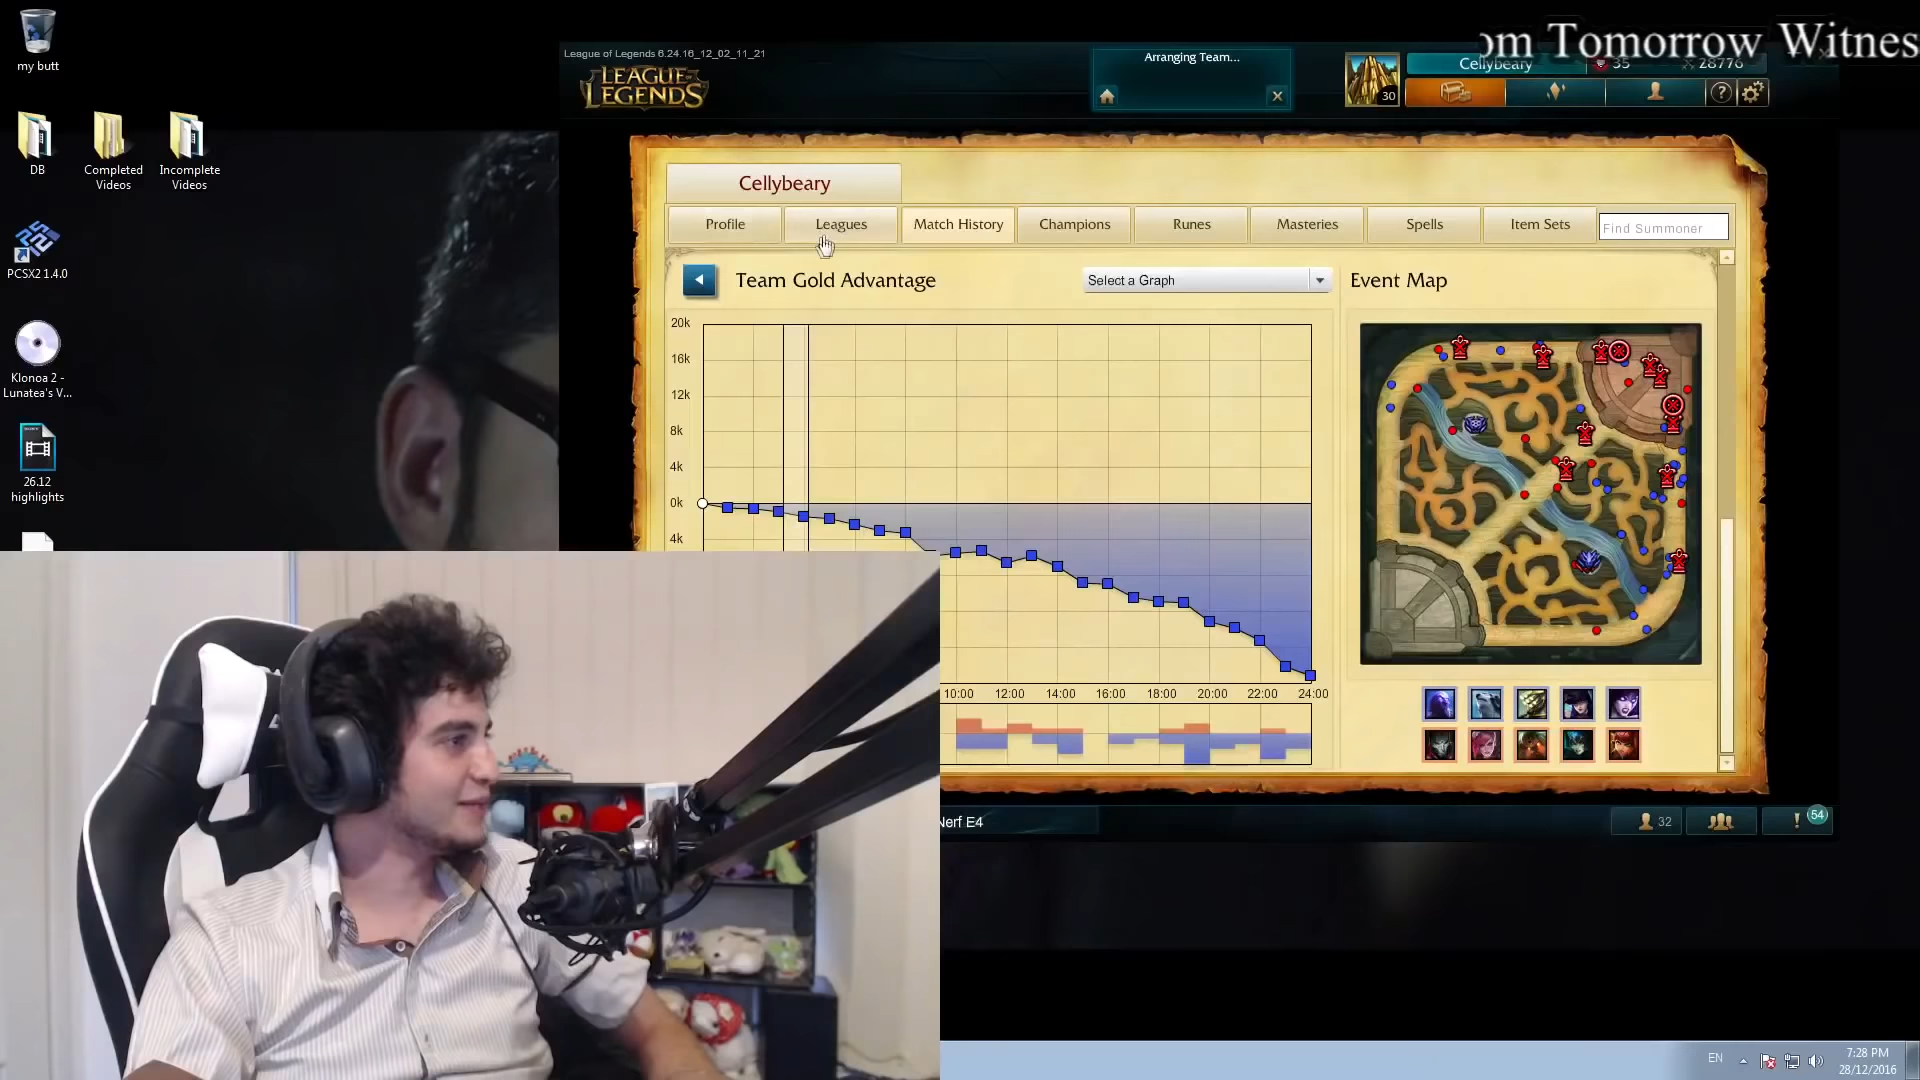 my butt
DB
Completed
Videos
Incomplete
Videos
PCSX2 1.4.0
Klonoa 2 -
Lunatea's V...
26.12
highlights
om Tomorrow Witnes
League of Legends 6.24.16_12_02_11_21
LEAGUE
LEGENDS
Arranging Team...
30
Cellybeary
35
28776
?
Cellybeary
Profile
Leagues
Match History
Champions
Runes
Masteries
Spells
Item Sets
Find Summoner
Team Gold Advantage
Select a Graph
Event Map
20k
16k
12k
8k
4k
0k
4k
10:00
12:00
14:00
16:00
18:00
20:00
22:00
24:00
Nerf E4
32
54
EN
7:28 PM
28/12/2016